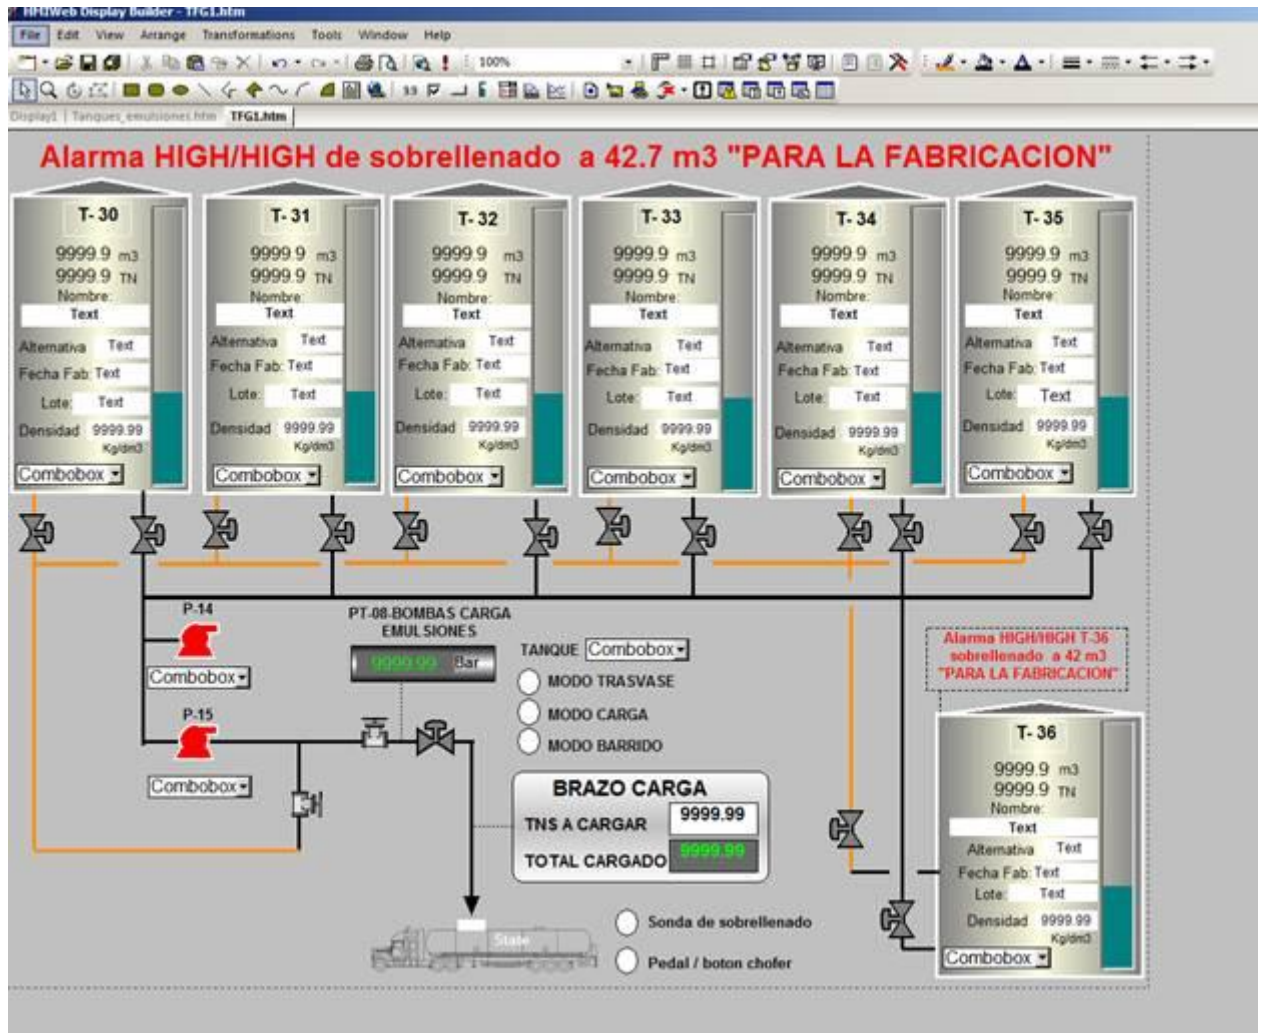 HMIWeb Display Builder - TFG1.htm
File Edit View Arrange Transformations Tools Window Help
100%
Display1 Tanques_emulsiones.htm TFG1.htm
Alarma HIGH/HIGH de sobrellenado a 42.7 m3 "PARA LA FABRICACION"
T- 30
9999.9 m3
9999.9 TN
Nombre:
Text
Alternativa Text
Fecha Fab: Text
Lote: Text
Densidad 9999.99
Kg/dm3
Combobox
T- 31
9999.9 m3
9999.9 TN
Nombre:
Text
Alternativa Text
Fecha Fab: Text
Lote: Text
Densidad 9999.99
Kg/dm3
Combobox
T- 32
9999.9 m3
9999.9 TN
Nombre:
Text
Alternativa Text
Fecha Fab: Text
Lote: Text
Densidad 9999.99
Kg/dm3
Combobox
T- 33
9999.9 m3
9999.9 TN
Nombre:
Text
Alternativa Text
Fecha Fab: Text
Lote: Text
Densidad 9999.99
Kg/dm3
Combobox
T- 34
9999.9 m3
9999.9 TN
Nombre:
Text
Alternativa Text
Fecha Fab: Text
Lote: Text
Densidad 9999.99
Kg/dm3
Combobox
T- 35
9999.9 m3
9999.9 TN
Nombre:
Text
Alternativa Text
Fecha Fab: Text
Lote: Text
Densidad 9999.99
Kg/dm3
Combobox
P-14
Combobox
P-15
Combobox
PT-08-BOMBAS CARGA
EMULSIONES
9999.99 Bar
TANQUE Combobox
MODO TRASVASE
MODO CARGA
MODO BARRIDO
BRAZO CARGA
TNS A CARGAR 9999.99
TOTAL CARGADO 9999.99
State
Sonda de sobrellenado
Pedal / boton chofer
Alarma HIGH/HIGH T-36
sobrellenado a 42 m3
"PARA LA FABRICACION"
T- 36
9999.9 m3
9999.9 TN
Nombre:
Text
Alternativa Text
Fecha Fab: Text
Lote: Text
Densidad 9999.99
Kg/dm3
Combobox